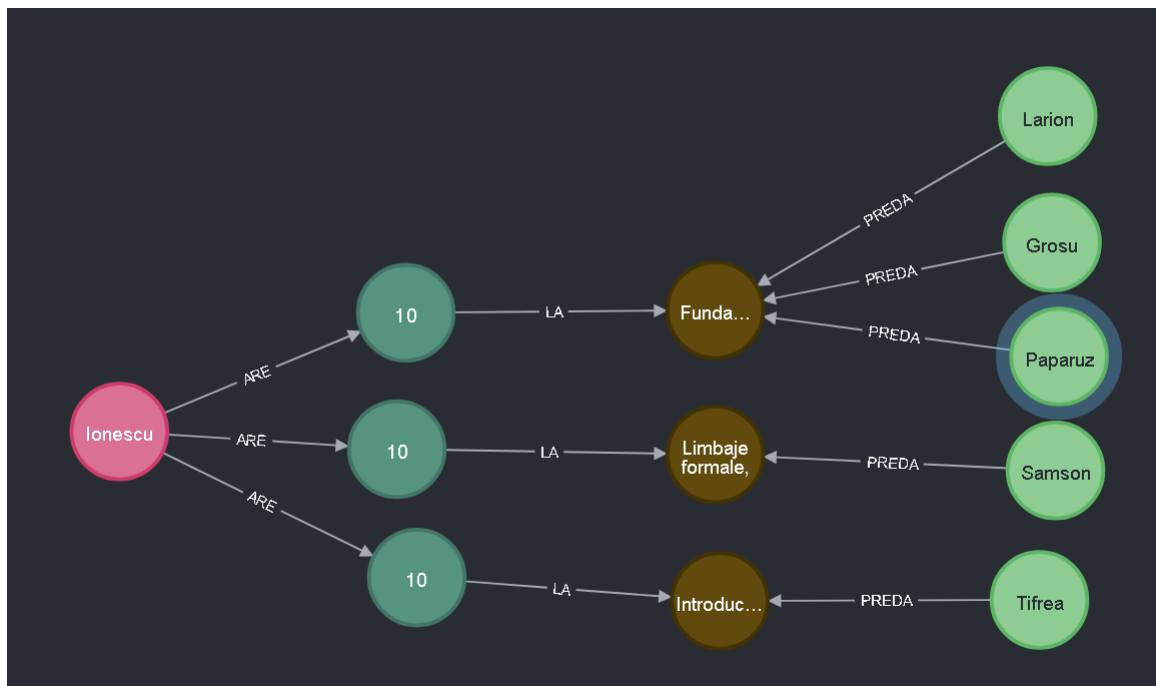 Larion
PREDA
Grosu
PREDA
10
LA
Funda...
PREDA
Paparuz
ARE
Ionescu
ARE
10
LA
Limbaje
formale,
PREDA
Samson
ARE
10
LA
Introduc...
PREDA
Tifrea